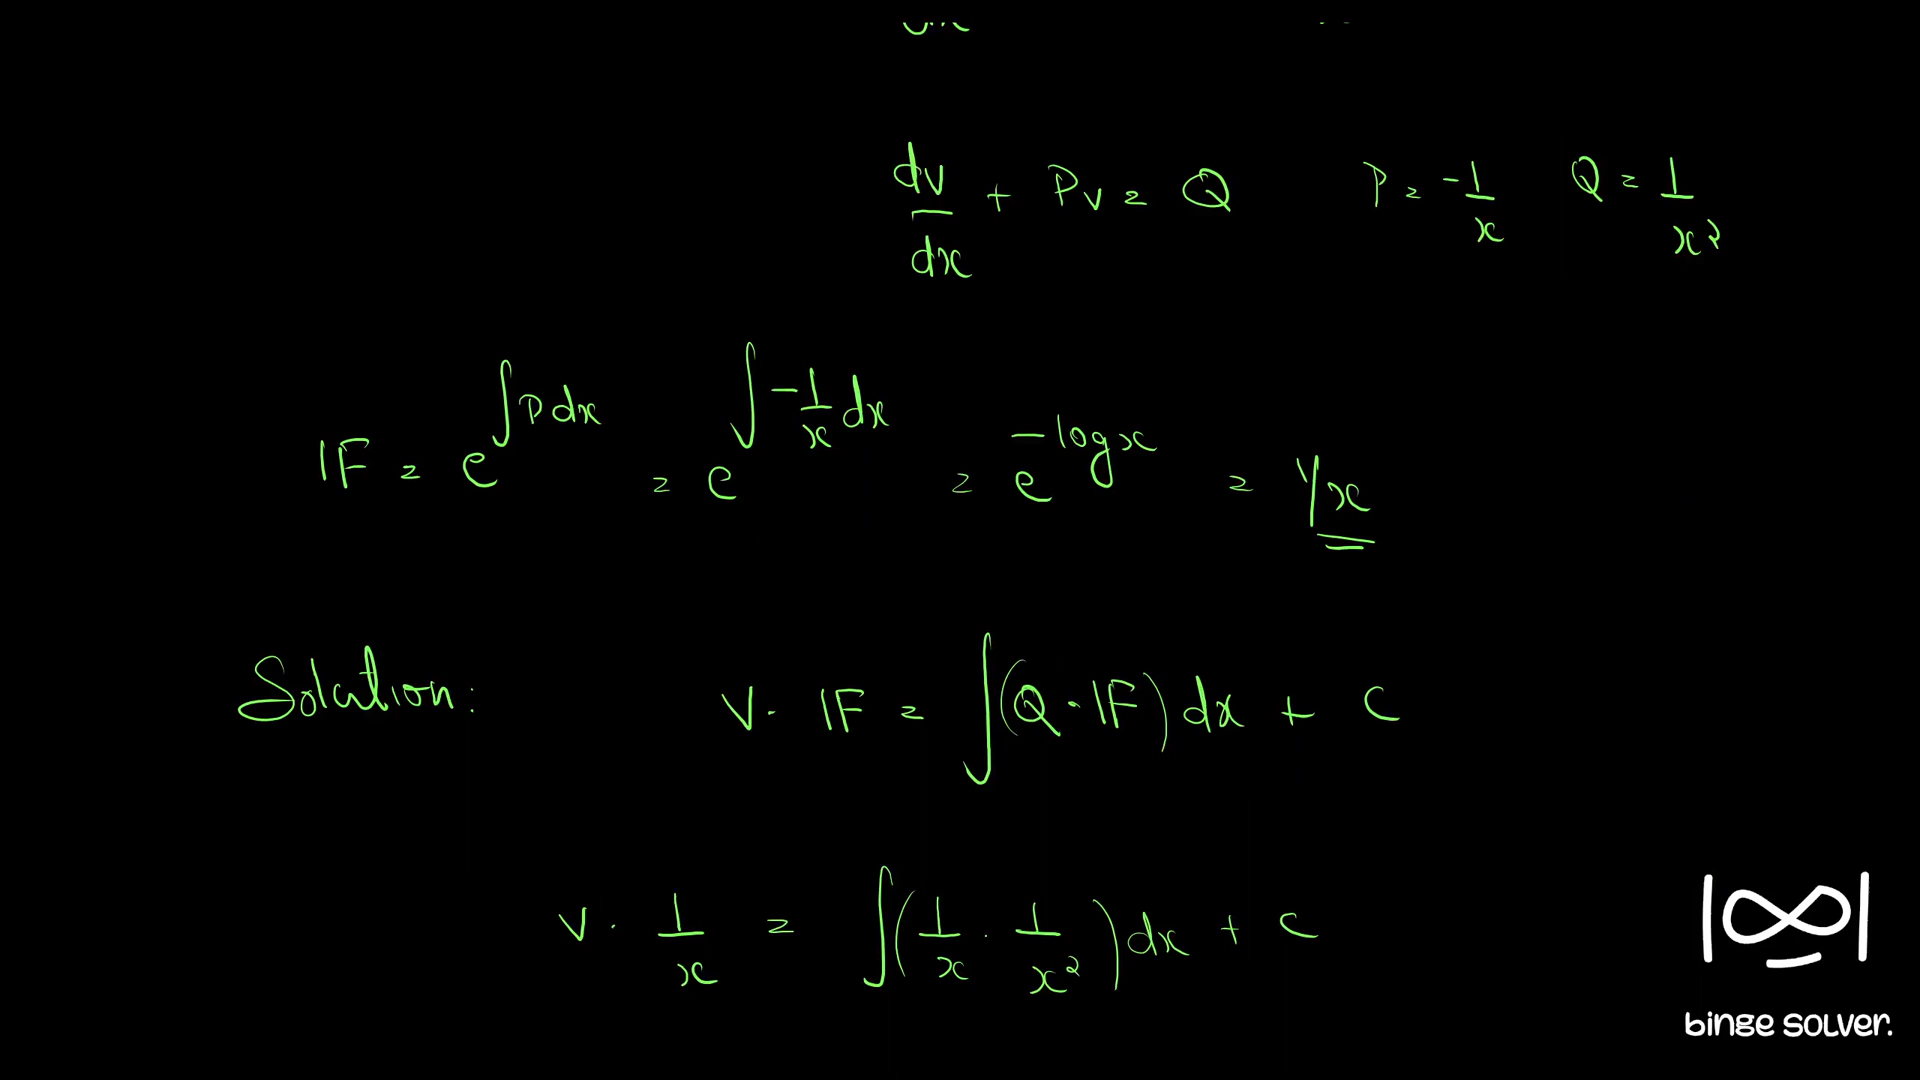 dv/dx + Pv = Q P = -1/x Q = 1/x²
IF = e^∫P dx = e^∫-1/x dx = e^-log x = 1/x
Solution: v · IF = ∫(Q · IF) dx + c
v · 1/x = ∫(1/x · 1/x²) dx + c
binge solver.